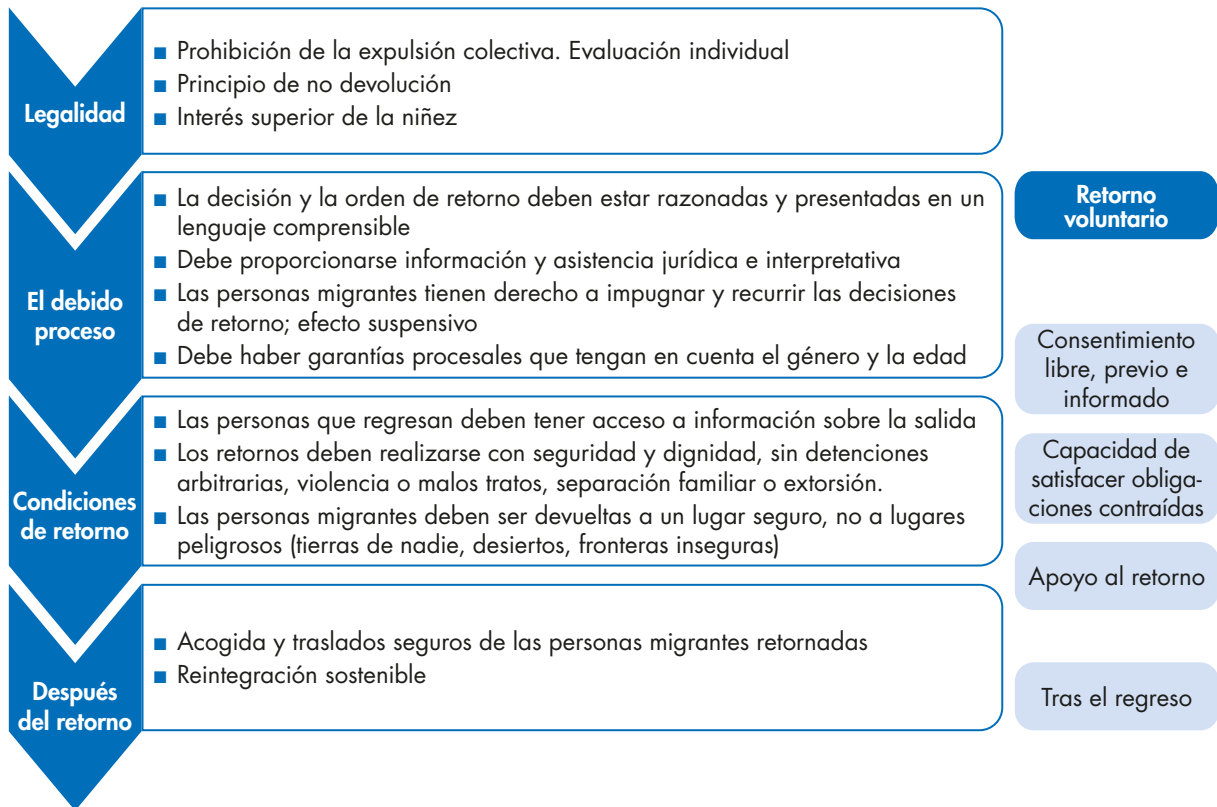 Legalidad
■ Prohibición de la expulsión colectiva. Evaluación individual
■ Principio de no devolución
■ Interés superior de la niñez
El debido
proceso
■ La decisión y la orden de retorno deben estar razonadas y presentadas en un
lenguaje comprensible
■ Debe proporcionarse información y asistencia jurídica e interpretativa
■ Las personas migrantes tienen derecho a impugnar y recurrir las decisiones
de retorno; efecto suspensivo
■ Debe haber garantías procesales que tengan en cuenta el género y la edad
Condiciones
de retorno
■ Las personas que regresan deben tener acceso a información sobre la salida
■ Los retornos deben realizarse con seguridad y dignidad, sin detenciones
arbitrarias, violencia o malos tratos, separación familiar o extorsión.
■ Las personas migrantes deben ser devueltas a un lugar seguro, no a lugares
peligrosos (tierras de nadie, desiertos, fronteras inseguras)
Después
del retorno
■ Acogida y traslados seguros de las personas migrantes retornadas
■ Reintegración sostenible
Retorno
voluntario
Consentimiento
libre, previo e
informado
Capacidad de
satisfacer obliga-
ciones contraídas
Apoyo al retorno
Tras el regreso